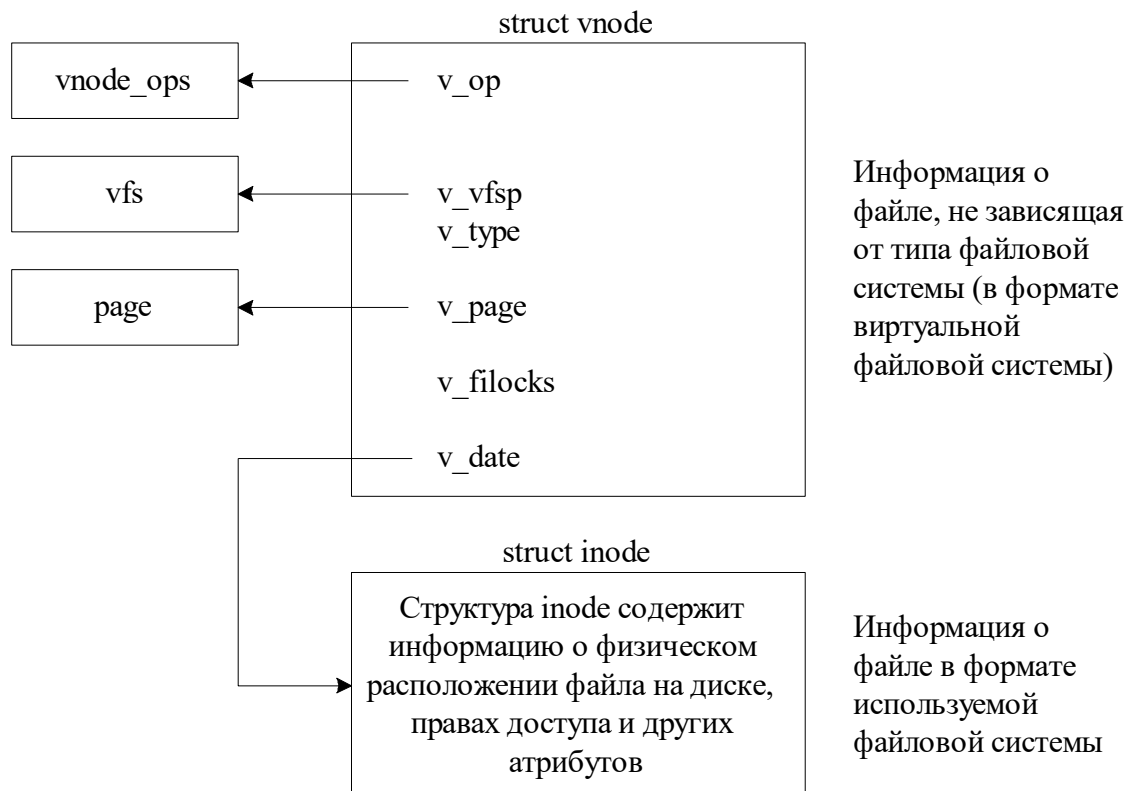 struct vnode
vnode_ops
v_op
vfs
v_vfsp
v_type
page
v_page
v_filocks
v_date
Информация о
файле, не зависящая
от типа файловой
системы (в формате
виртуальной
файловой системы)
struct inode
Структура inode содержит
информацию о физическом
расположении файла на диске,
правах доступа и других
атрибутов
Информация о
файле в формате
используемой
файловой системы